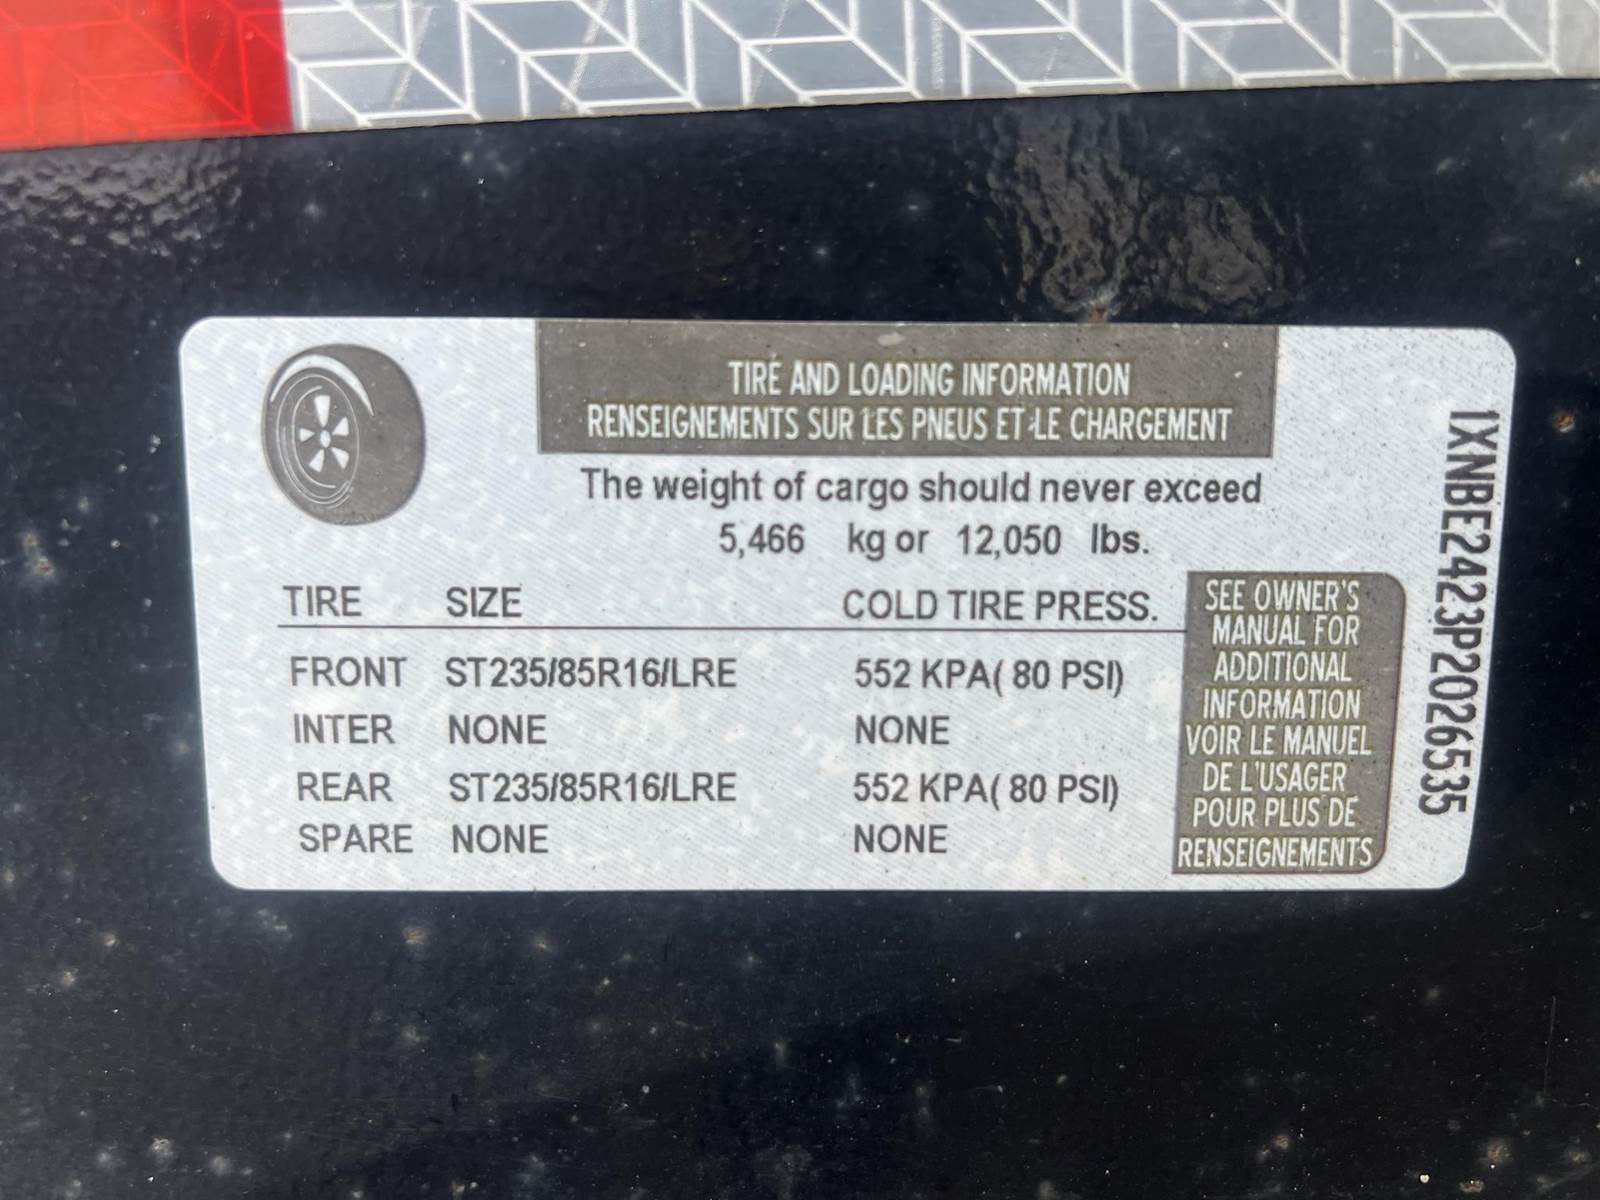 TIRE AND LOADING INFORMATION
RENSEIGNEMENTS SUR LES PNEUS ET LE CHARGEMENT
The weight of cargo should never exceed
5,466 kg or 12,050 lbs.
TIRE SIZE COLD TIRE PRESS.
FRONT ST235/85R16/LRE 552 KPA( 80 PSI)
INTER NONE NONE
REAR ST235/85R16/LRE 552 KPA( 80 PSI)
SPARE NONE NONE
SEE OWNER'S
MANUAL FOR
ADDITIONAL
INFORMATION
VOIR LE MANUEL
DE L'USAGER
POUR PLUS DE
RENSEIGNEMENTS
1XNBE2423P2026535